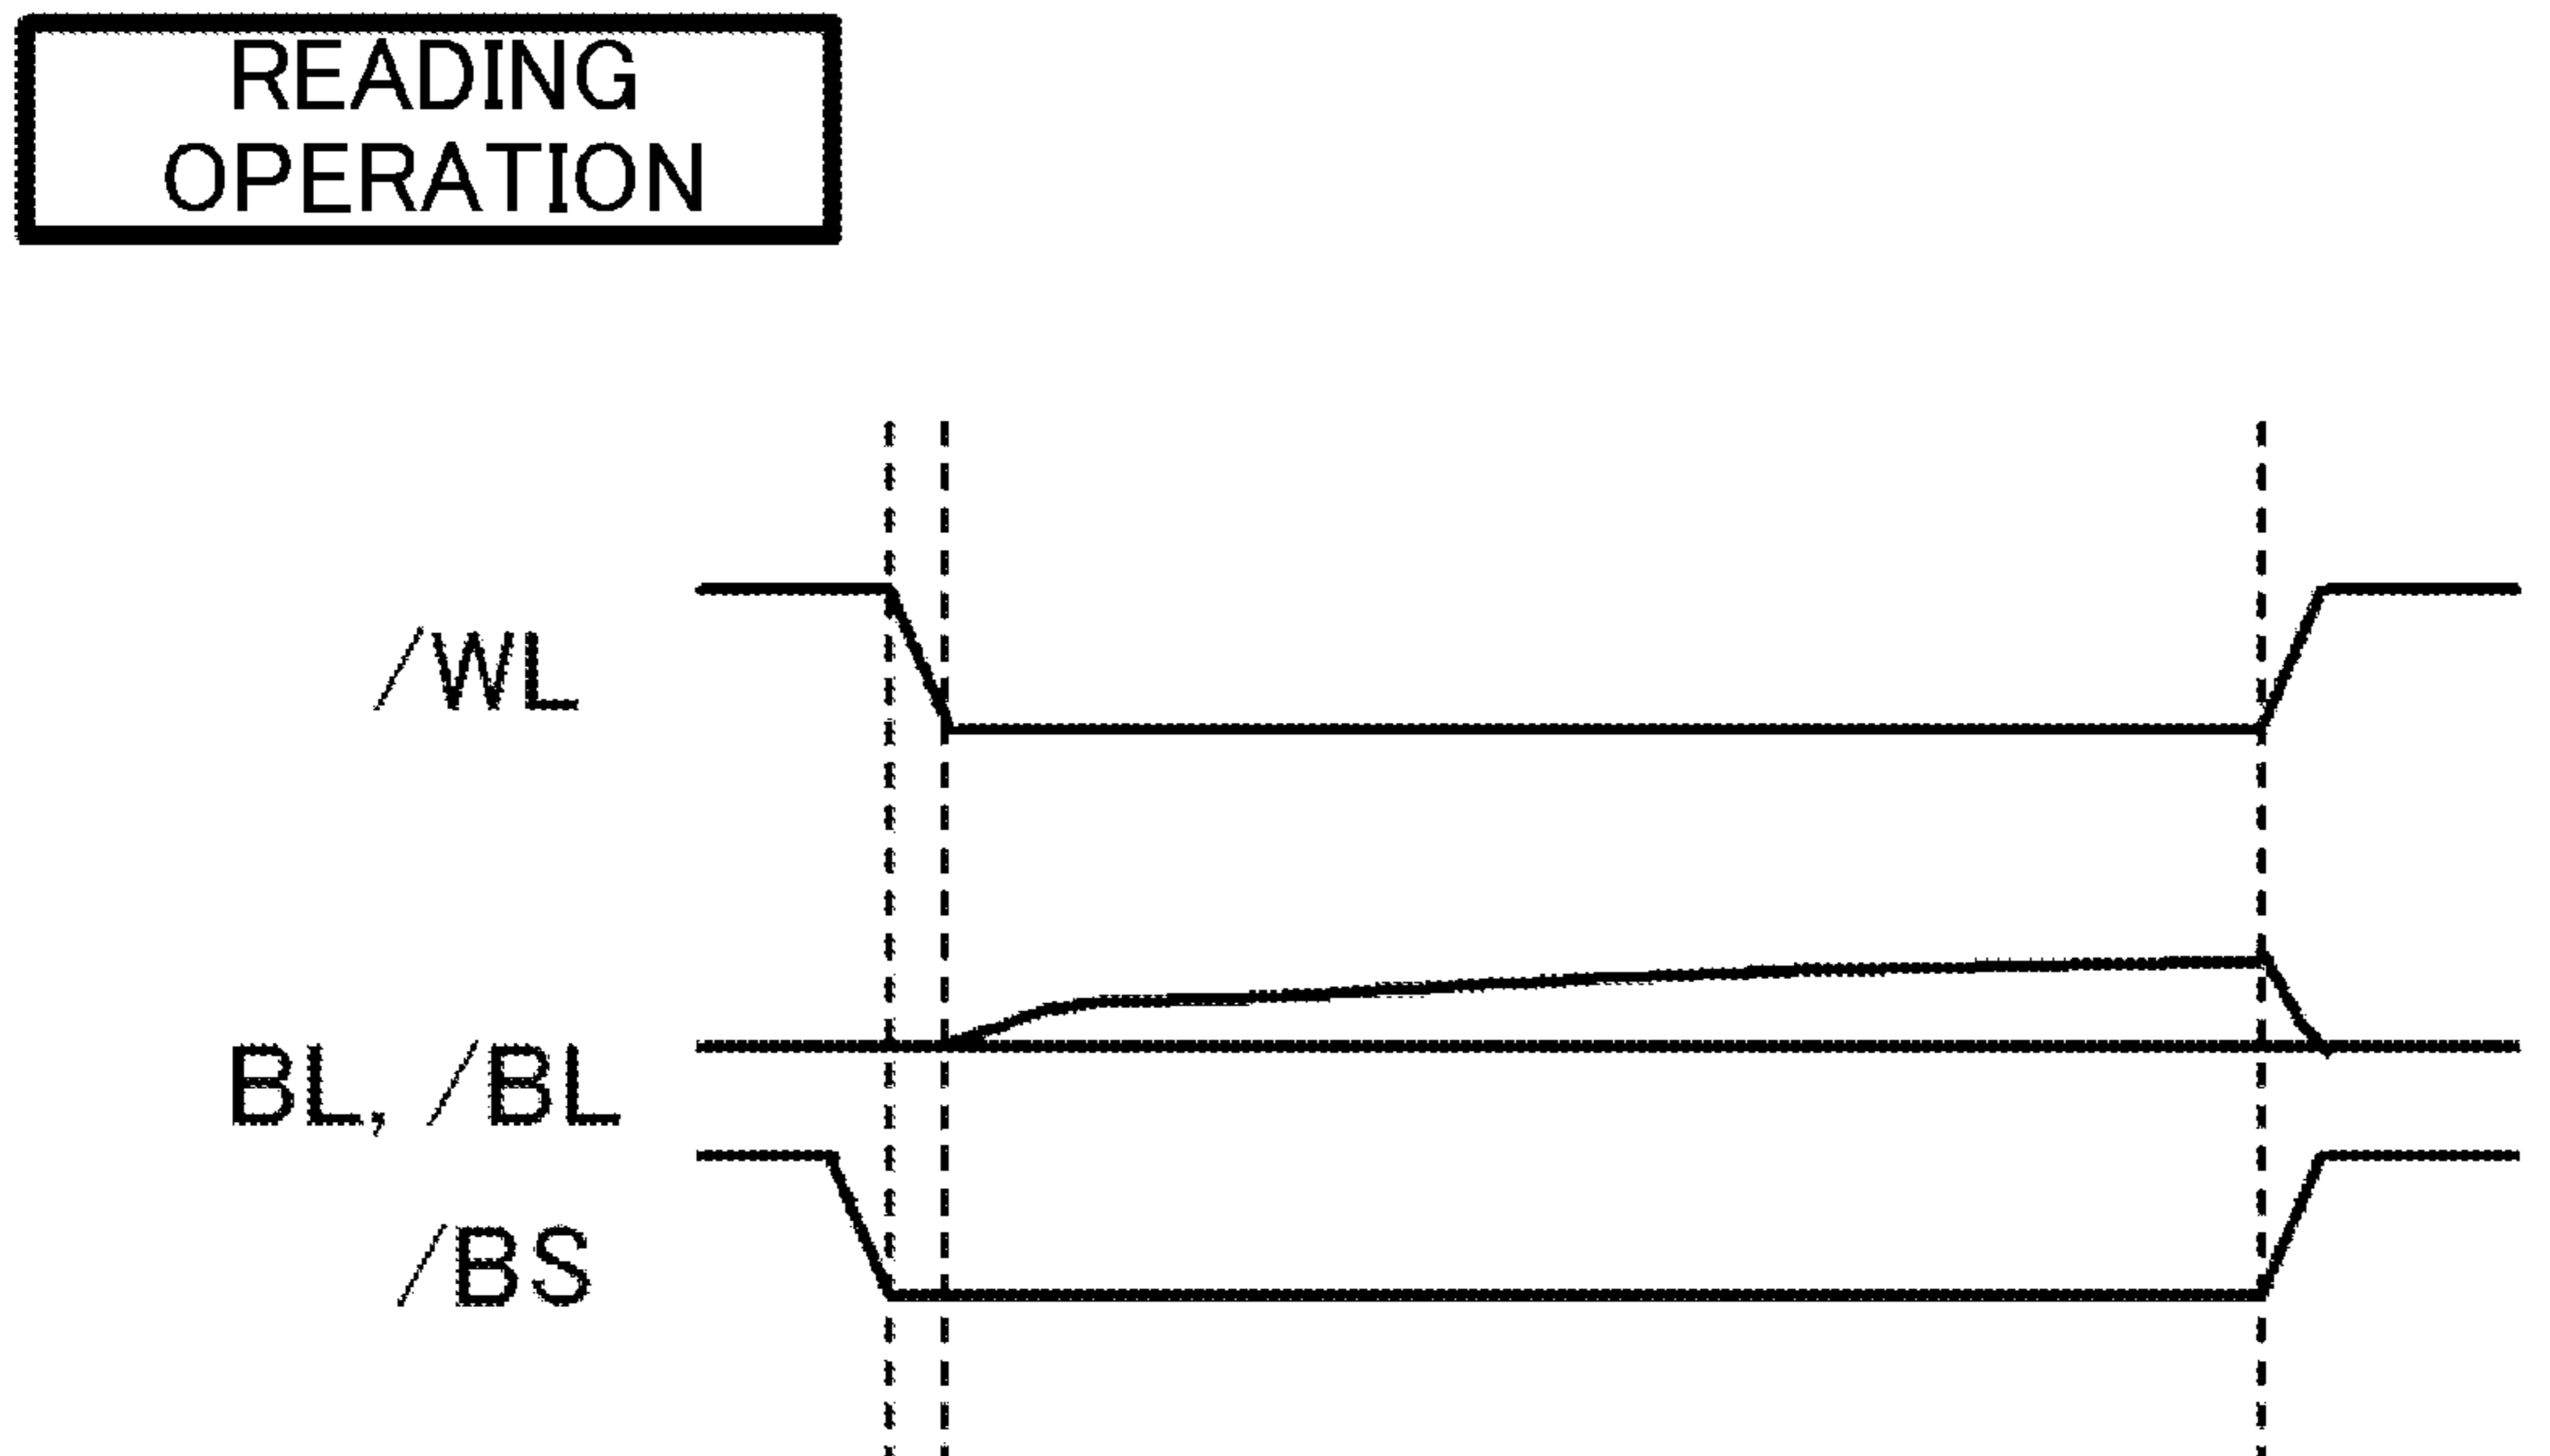 READING
OPERATION
/WL
BL, /BL
/BS